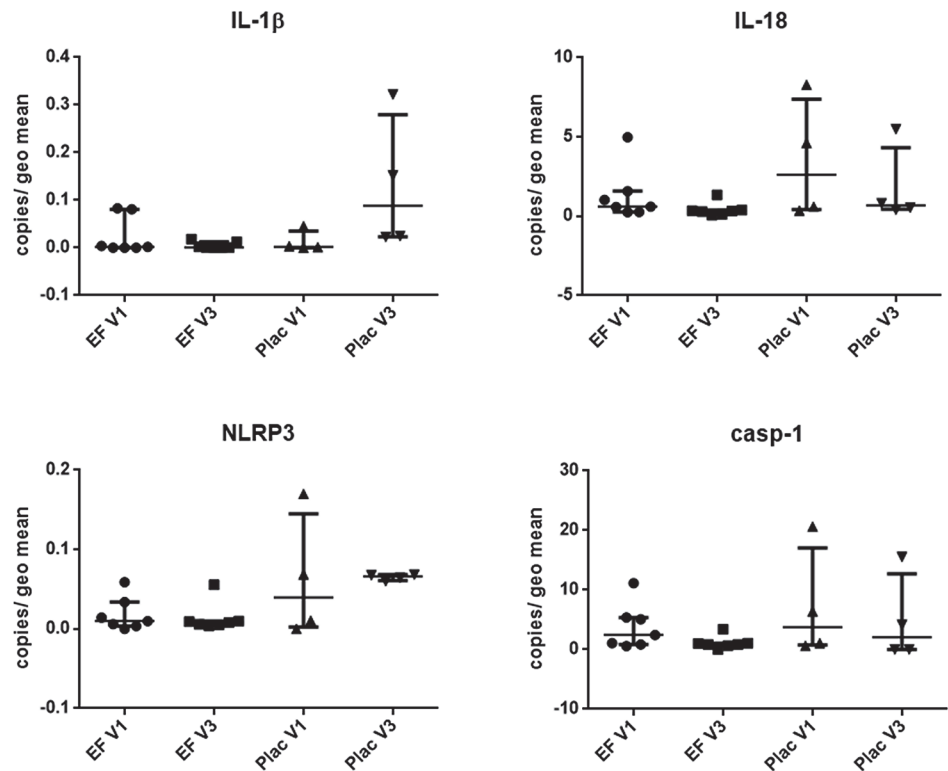 IL-1β
copies/ geo mean
0.4
0.3
0.2
0.1
0.0
-0.1
EF V1
EF V3
Plac V1
Plac V3
IL-18
copies/ geo mean
10
5
0
-5
EF V1
EF V3
Plac V1
Plac V3
NLRP3
copies/ geo mean
0.2
0.1
0.0
-0.1
EF V1
EF V3
Plac V1
Plac V3
casp-1
copies/ geo mean
30
20
10
0
-10
EF V1
EF V3
Plac V1
Plac V3